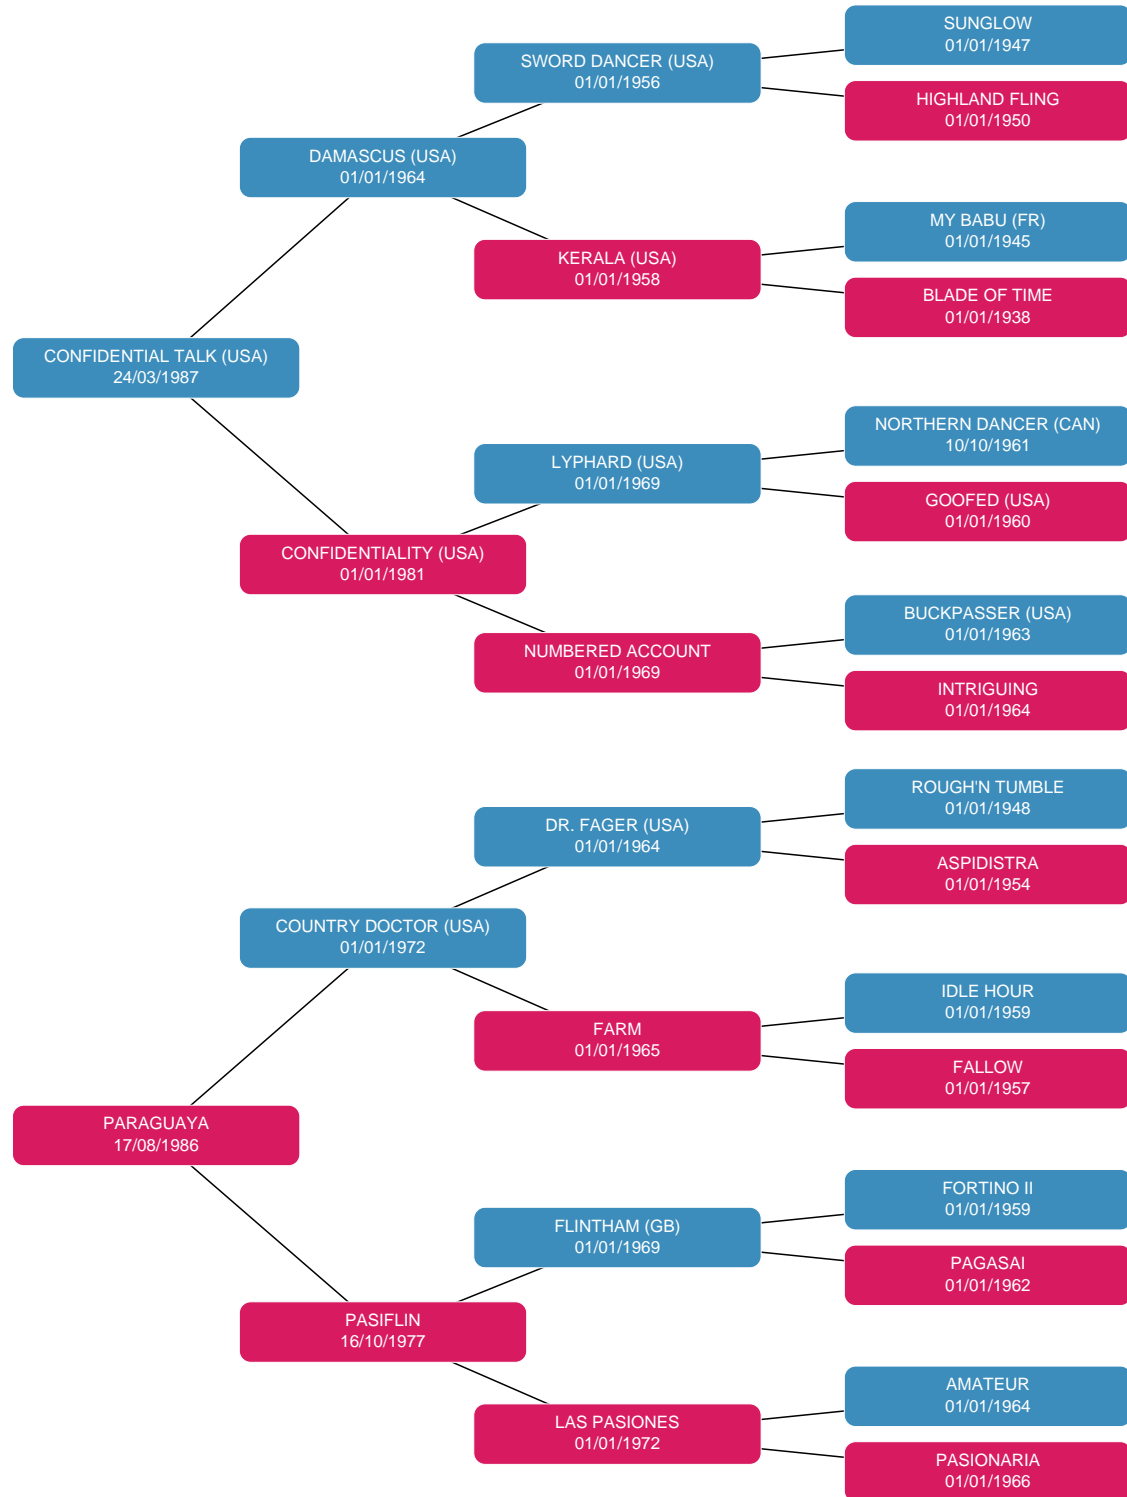 SUNGLOW
01/01/1947
SWORD DANCER (USA)
01/01/1956
HIGHLAND FLING
01/01/1950
DAMASCUS (USA)
01/01/1964
MY BABU (FR)
01/01/1945
KERALA (USA)
01/01/1958
BLADE OF TIME
01/01/1938
CONFIDENTIAL TALK (USA)
24/03/1987
NORTHERN DANCER (CAN)
10/10/1961
LYPHARD (USA)
01/01/1969
GOOFED (USA)
01/01/1960
CONFIDENTIALITY (USA)
01/01/1981
BUCKPASSER (USA)
01/01/1963
NUMBERED ACCOUNT
01/01/1969
INTRIGUING
01/01/1964
ROUGH'N TUMBLE
01/01/1948
DR. FAGER (USA)
01/01/1964
ASPIDISTRA
01/01/1954
COUNTRY DOCTOR (USA)
01/01/1972
IDLE HOUR
01/01/1959
FARM
01/01/1965
FALLOW
01/01/1957
PARAGUAYA
17/08/1986
FORTINO II
01/01/1959
FLINTHAM (GB)
01/01/1969
PAGASAI
01/01/1962
PASIFLIN
16/10/1977
AMATEUR
01/01/1964
LAS PASIONES
01/01/1972
PASIONARIA
01/01/1966